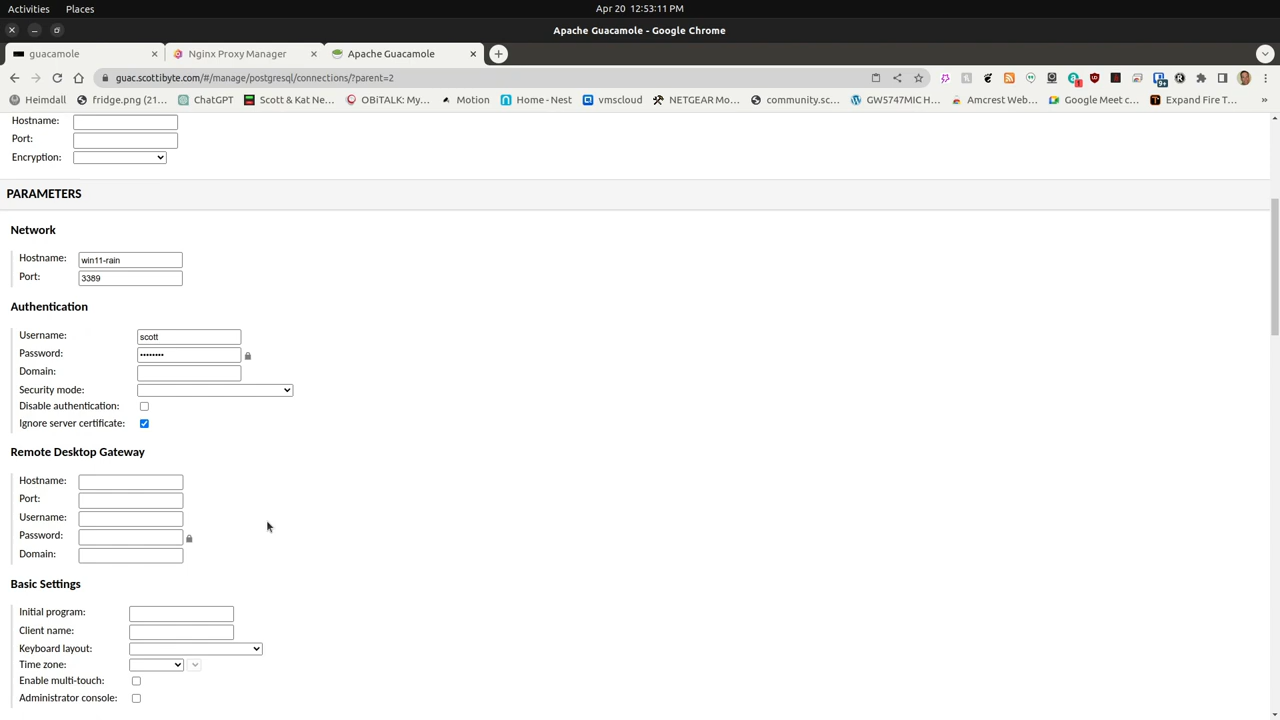 Activities Places Apr 20 12:53:11 PM
Apache Guacamole - Google Chrome
guacamole Nginx Proxy Manager Apache Guacamole
guac.scottibyte.com/#/manage/postgresql/connections/?parent=2
Heimdall fridge.png (21... ChatGPT Scott & Kat Ne... OBiTALK: My... Motion Home - Nest vmscloud NETGEAR Mo... community.sc... GW5747MIC H... Amcrest Web... Google Meet c... Expand Fire T... »
Hostname:
Port:
Encryption:
PARAMETERS
Network
Hostname: win11-rain
Port: 3389
Authentication
Username: scott
Password: ••••••••
Domain:
Security mode:
Disable authentication:
Ignore server certificate:
Remote Desktop Gateway
Hostname:
Port:
Username:
Password:
Domain:
Basic Settings
Initial program:
Client name:
Keyboard layout:
Time zone:
Enable multi-touch:
Administrator console: